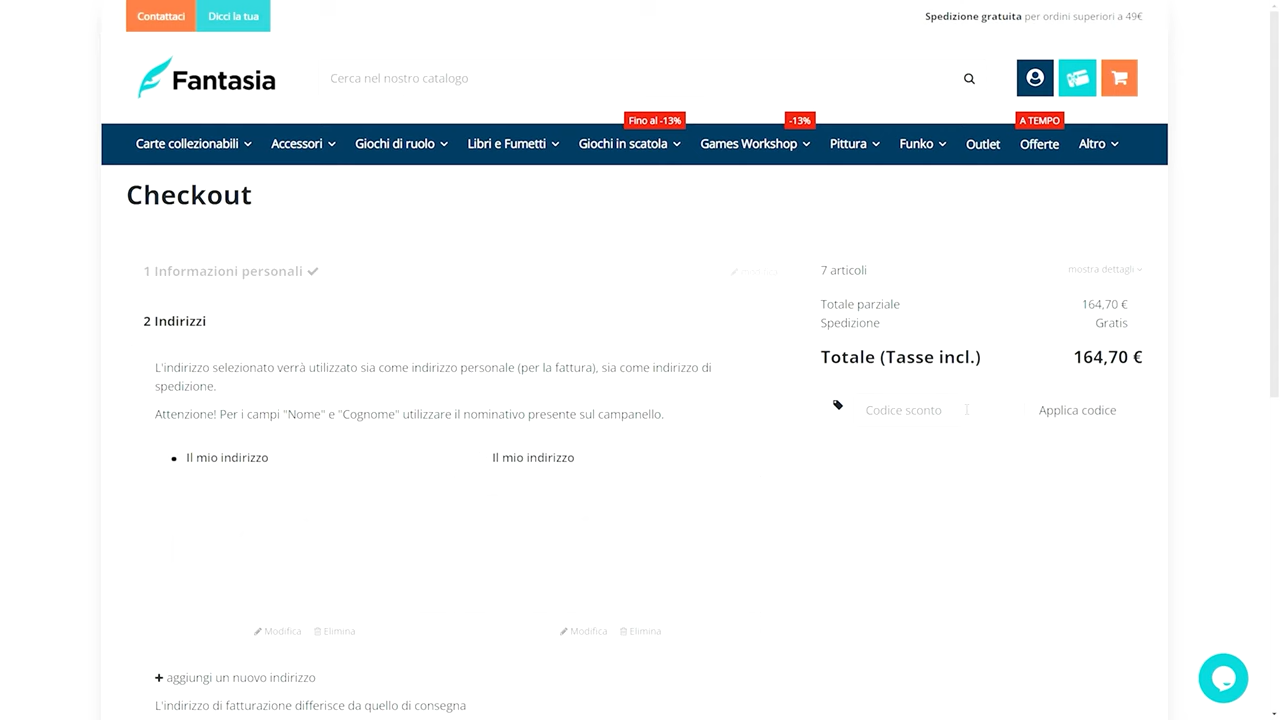 Contattaci
Dicci la tua
Spedizione gratuita per ordini superiori a 49€
Fantasia
Cerca nel nostro catalogo
Fino al -13%
-13%
A TEMPO
Carte collezionabili
Accessori
Giochi di ruolo
Libri e Fumetti
Giochi in scatola
Games Workshop
Pittura
Funko
Outlet
Offerte
Altro
Checkout
1 Informazioni personali
2 Indirizzi
L'indirizzo selezionato verrà utilizzato sia come indirizzo personale (per la fattura), sia come indirizzo di
spedizione.
Attenzione! Per i campi "Nome" e "Cognome" utilizzare il nominativo presente sul campanello.
Il mio indirizzo
Il mio indirizzo
Modifica
Elimina
Modifica
Elimina
aggiungi un nuovo indirizzo
L'indirizzo di fatturazione differisce da quello di consegna
7 articoli
mostra dettagli
Totale parziale 164,70 €
Spedizione Gratis
Totale (Tasse incl.) 164,70 €
Codice sconto
Applica codice